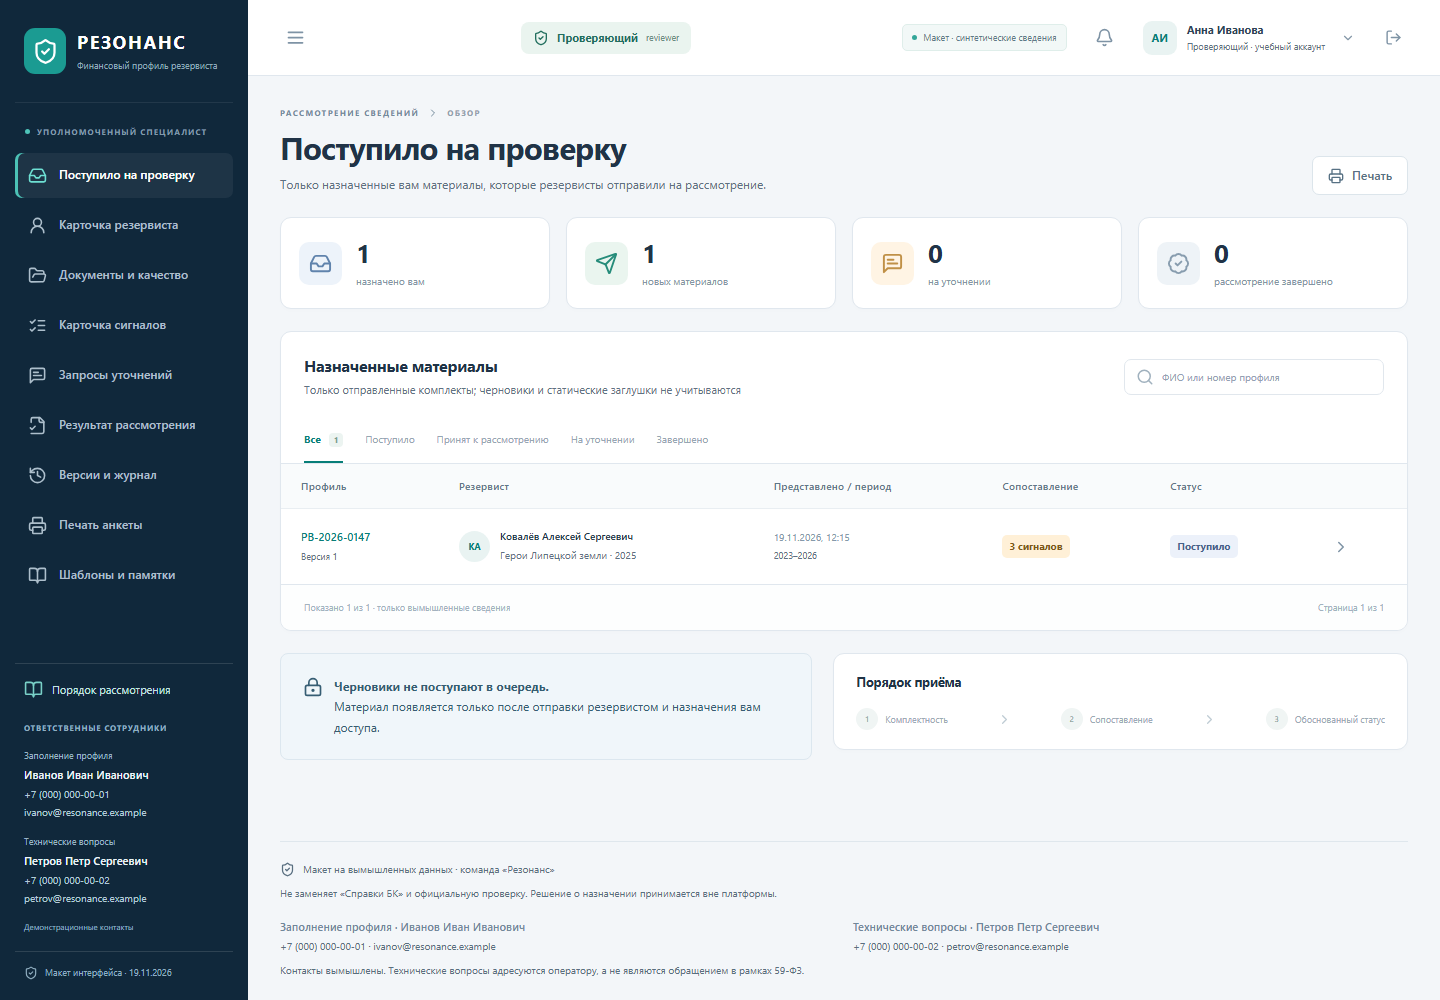 РЕЗОНАНС
Финансовый профиль резервиста
УПОЛНОМОЧЕННЫЙ СПЕЦИАЛИСТ
Поступило на проверку
Карточка резервиста
Документы и качество
Карточка сигналов
Запросы уточнений
Результат рассмотрения
Версии и журнал
Печать анкеты
Шаблоны и памятки
Порядок рассмотрения
ОТВЕТСТВЕННЫЕ СОТРУДНИКИ
Заполнение профиля
Иванов Иван Иванович
+7 (000) 000-00-01
ivanov@resonance.example
Технические вопросы
Петров Петр Сергеевич
+7 (000) 000-00-02
petrov@resonance.example
Демонстрационные контакты
Макет интерфейса · 19.11.2026
Проверяющий reviewer
Макет · синтетические сведения
АИ
Анна Иванова
Проверяющий · учебный аккаунт
РАССМОТРЕНИЕ СВЕДЕНИЙ ОБЗОР
Поступило на проверку
Только назначенные вам материалы, которые резервисты отправили на рассмотрение.
Печать
1
назначено вам
1
новых материалов
0
на уточнении
0
рассмотрение завершено
Назначенные материалы
Только отправленные комплекты; черновики и статические заглушки не учитываются
ФИО или номер профиля
Все 1 Поступило Принят к рассмотрению На уточнении Завершено
Профиль Резервист Представлено / период Сопоставление Статус
РВ-2026-0147
Версия 1
КА
Ковалёв Алексей Сергеевич
Герои Липецкой земли · 2025
19.11.2026, 12:15
2023–2026
3 сигналов
Поступило
Показано 1 из 1 · только вымышленные сведения
Страница 1 из 1
Черновики не поступают в очередь.
Материал появляется только после отправки резервистом и назначения вам
доступа.
Порядок приёма
1 Комплектность 2 Сопоставление 3 Обоснованный статус
Макет на вымышленных данных · команда «Резонанс»
Не заменяет «Справки БК» и официальную проверку. Решение о назначении принимается вне платформы.
Заполнение профиля · Иванов Иван Иванович
+7 (000) 000-00-01 · ivanov@resonance.example
Технические вопросы · Петров Петр Сергеевич
+7 (000) 000-00-02 · petrov@resonance.example
Контакты вымышлены. Технические вопросы адресуются оператору, а не являются обращением в рамках 59-ФЗ.